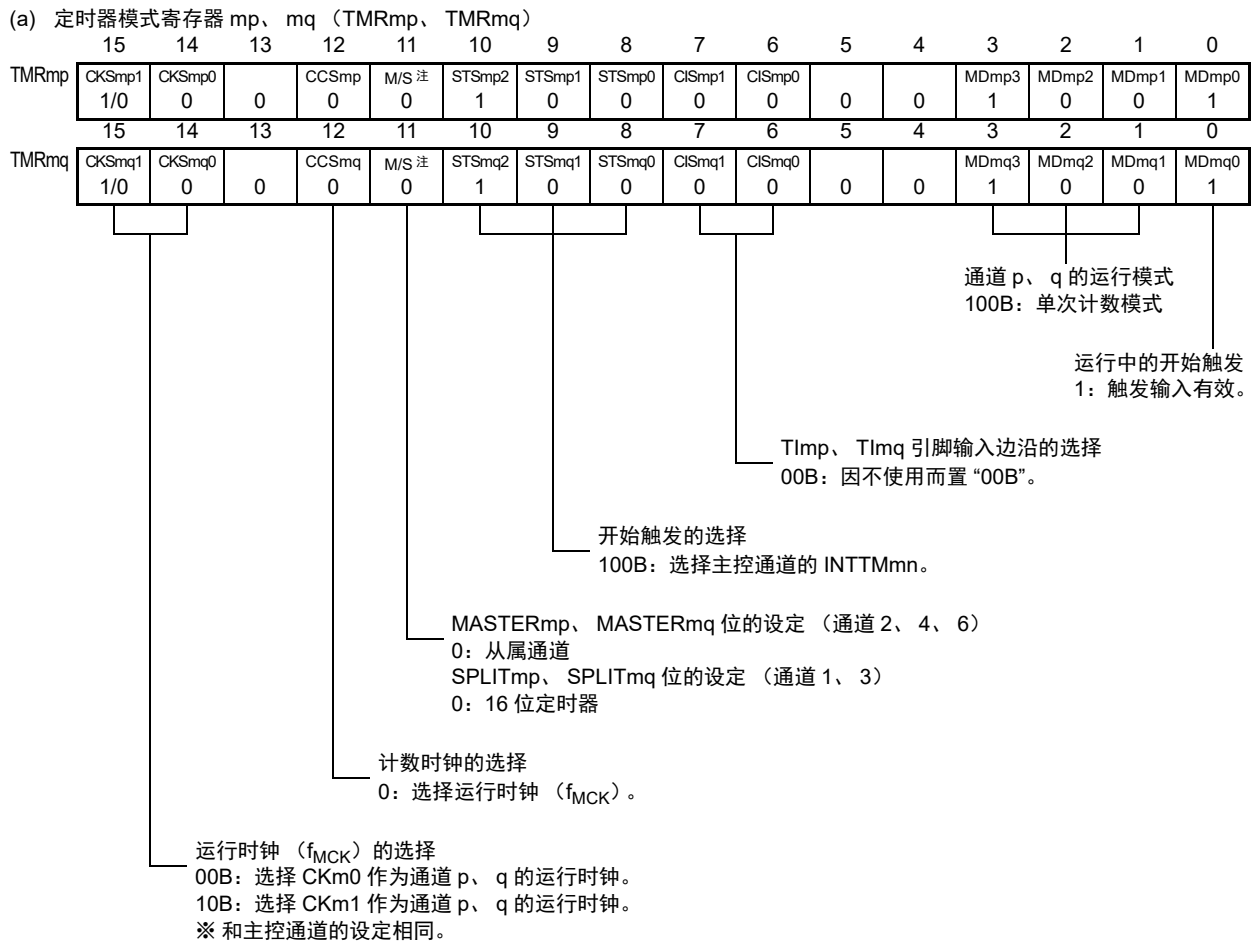 (a) 定时器模式寄存器 mp、 mq （TMRmp、 TMRmq）
15 14 13 12 11 10 9 8 7 6 5 4 3 2 1 0
TMRmp CKSmp1 CKSmp0 CCSmp M/S 注 STSmp2 STSmp1 STSmp0 CISmp1 CISmp0 MDmp3 MDmp2 MDmp1 MDmp0
1/0 0 0 0 0 1 0 0 0 0 0 0 1 0 0 1
15 14 13 12 11 10 9 8 7 6 5 4 3 2 1 0
TMRmq CKSmq1 CKSmq0 CCSmq M/S 注 STSmq2 STSmq1 STSmq0 CISmq1 CISmq0 MDmq3 MDmq2 MDmq1 MDmq0
1/0 0 0 0 0 1 0 0 0 0 0 0 1 0 0 1
通道 p、 q 的运行模式
100B：单次计数模式
运行中的开始触发
1：触发输入有效。
TImp、 TImq 引脚输入边沿的选择
00B：因不使用而置 “00B”。
开始触发的选择
100B：选择主控通道的 INTTMmn。
MASTERmp、 MASTERmq 位的设定 （通道 2、 4、 6）
0：从属通道
SPLITmp、 SPLITmq 位的设定 （通道 1、 3）
0：16 位定时器
计数时钟的选择
0：选择运行时钟 （fMCK）。
运行时钟 （fMCK）的选择
00B：选择 CKm0 作为通道 p、 q 的运行时钟。
10B：选择 CKm1 作为通道 p、 q 的运行时钟。
※ 和主控通道的设定相同。